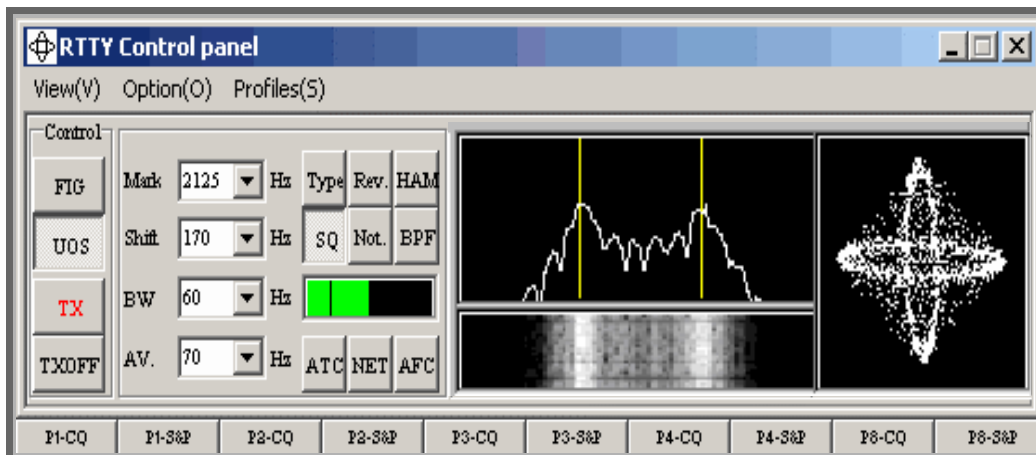 RTTY Control panel
View(V) Option(O) Profiles(S)
Control
FIG
UOS
TX
TXOFF
Mark 2125 Hz
Shift 170 Hz
BW 60 Hz
AV. 70 Hz
Type Rev. HAM
SQ Not. BPF
ATC NET AFC
P1-CQ P1-S&P P2-CQ P2-S&P P3-CQ P3-S&P P4-CQ P4-S&P P8-CQ P8-S&P